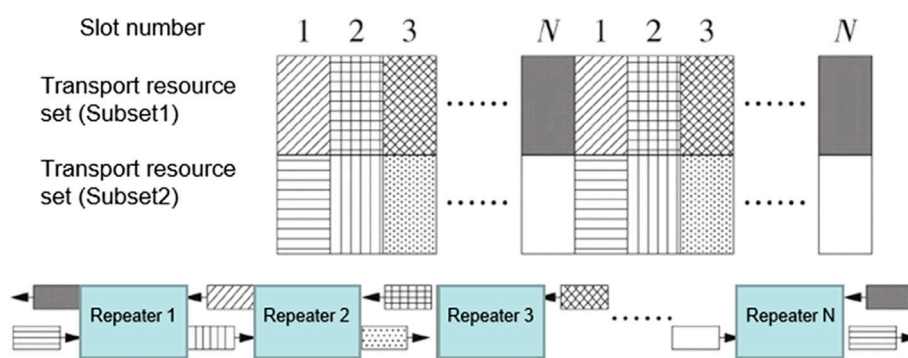 Slot number 1 2 3 N 1 2 3 N
Transport resource
set (Subset1)
......
......
Transport resource
set (Subset2)
......
......
Repeater 1
Repeater 2
Repeater 3
......
Repeater N